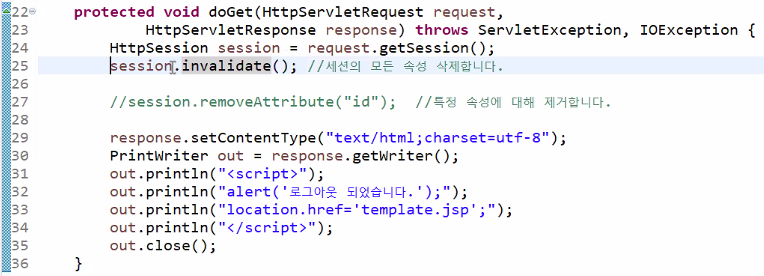 22 protected void doGet(HttpServletRequest request,
23 HttpServletResponse response) throws ServletException, IOException {
24 HttpSession session = request.getSession();
25 session.invalidate(); //세션의 모든 속성 삭제합니다.
26
27 //session.removeAttribute("id"); //특정 속성에 대해 제거합니다.
28
29 response.setContentType("text/html;charset=utf-8");
30 PrintWriter out = response.getWriter();
31 out.println("<script>");
32 out.println("alert('로그아웃 되었습니다.');");
33 out.println("location.href='template.jsp';");
34 out.println("</script>");
35 out.close();
36 }